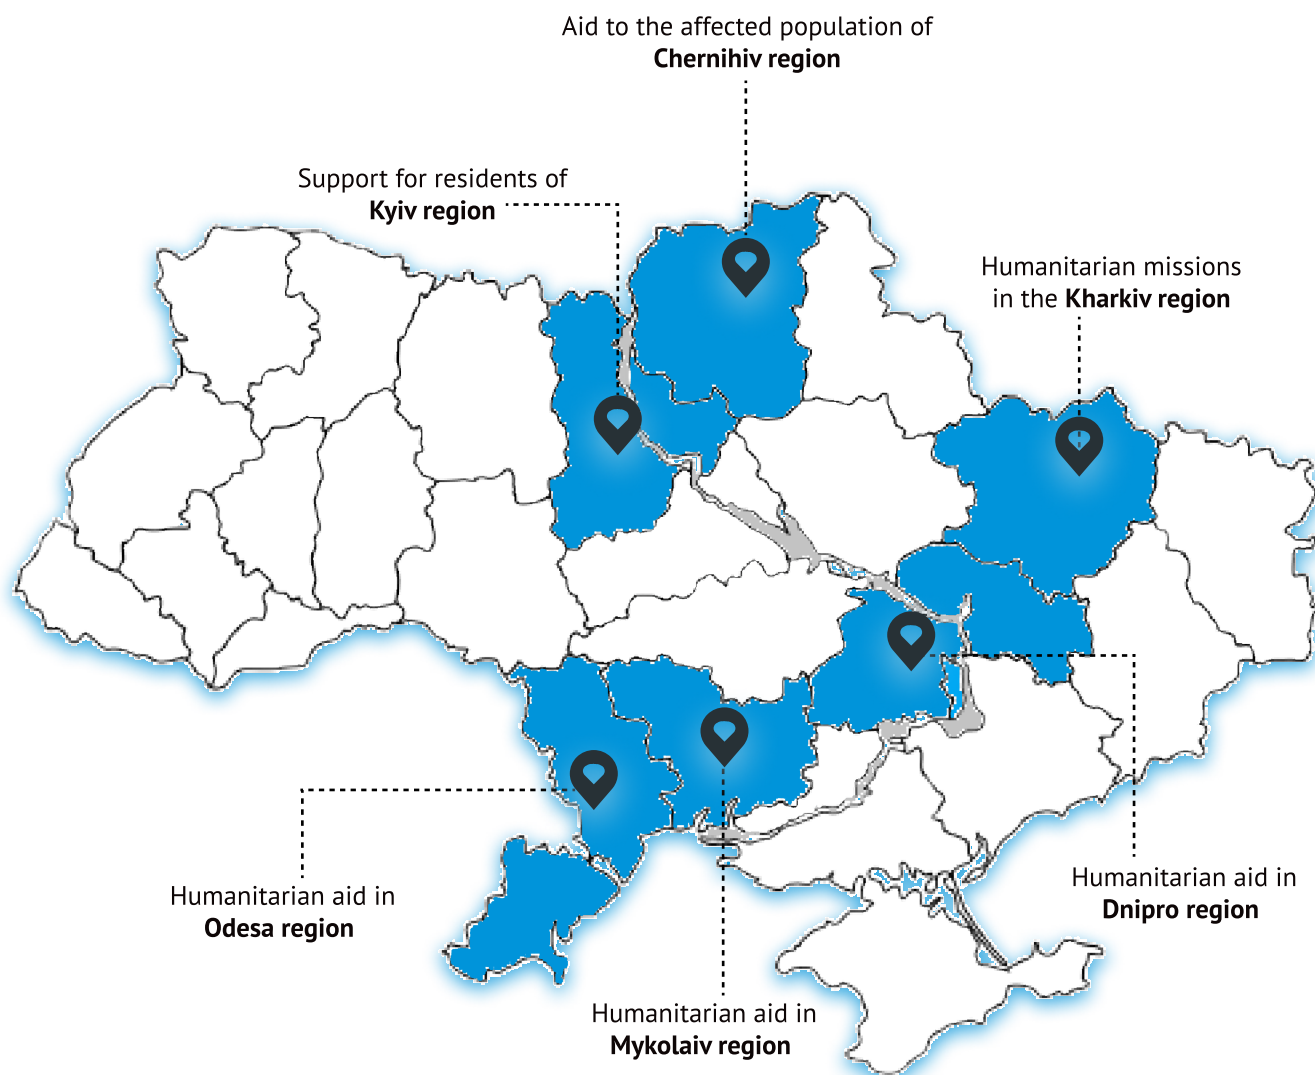 Aid to the affected population of
Chernihiv region
Support for residents of
Kyiv region
Humanitarian missions
in the Kharkiv region
Humanitarian aid in
Odesa region
Humanitarian aid in
Dnipro region
Humanitarian aid in
Mykolaiv region